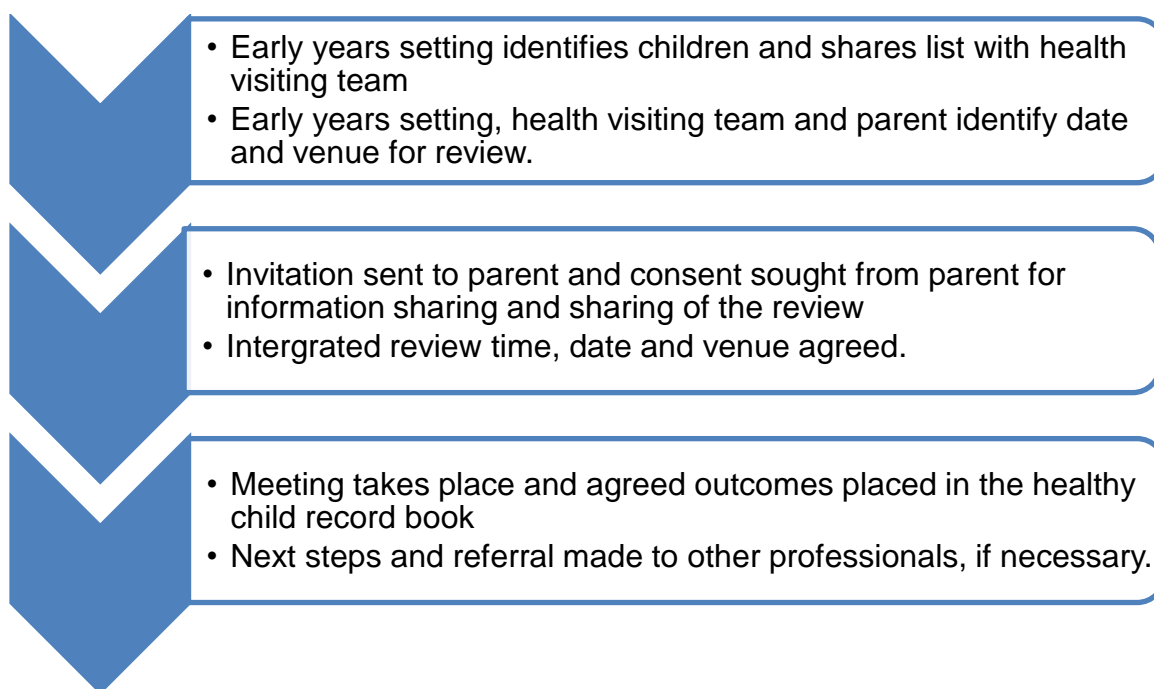 • Early years setting identifies children and shares list with health
visiting team
• Early years setting, health visiting team and parent identify date
and venue for review.
• Invitation sent to parent and consent sought from parent for
information sharing and sharing of the review
• Intergrated review time, date and venue agreed.
• Meeting takes place and agreed outcomes placed in the healthy
child record book
• Next steps and referral made to other professionals, if necessary.